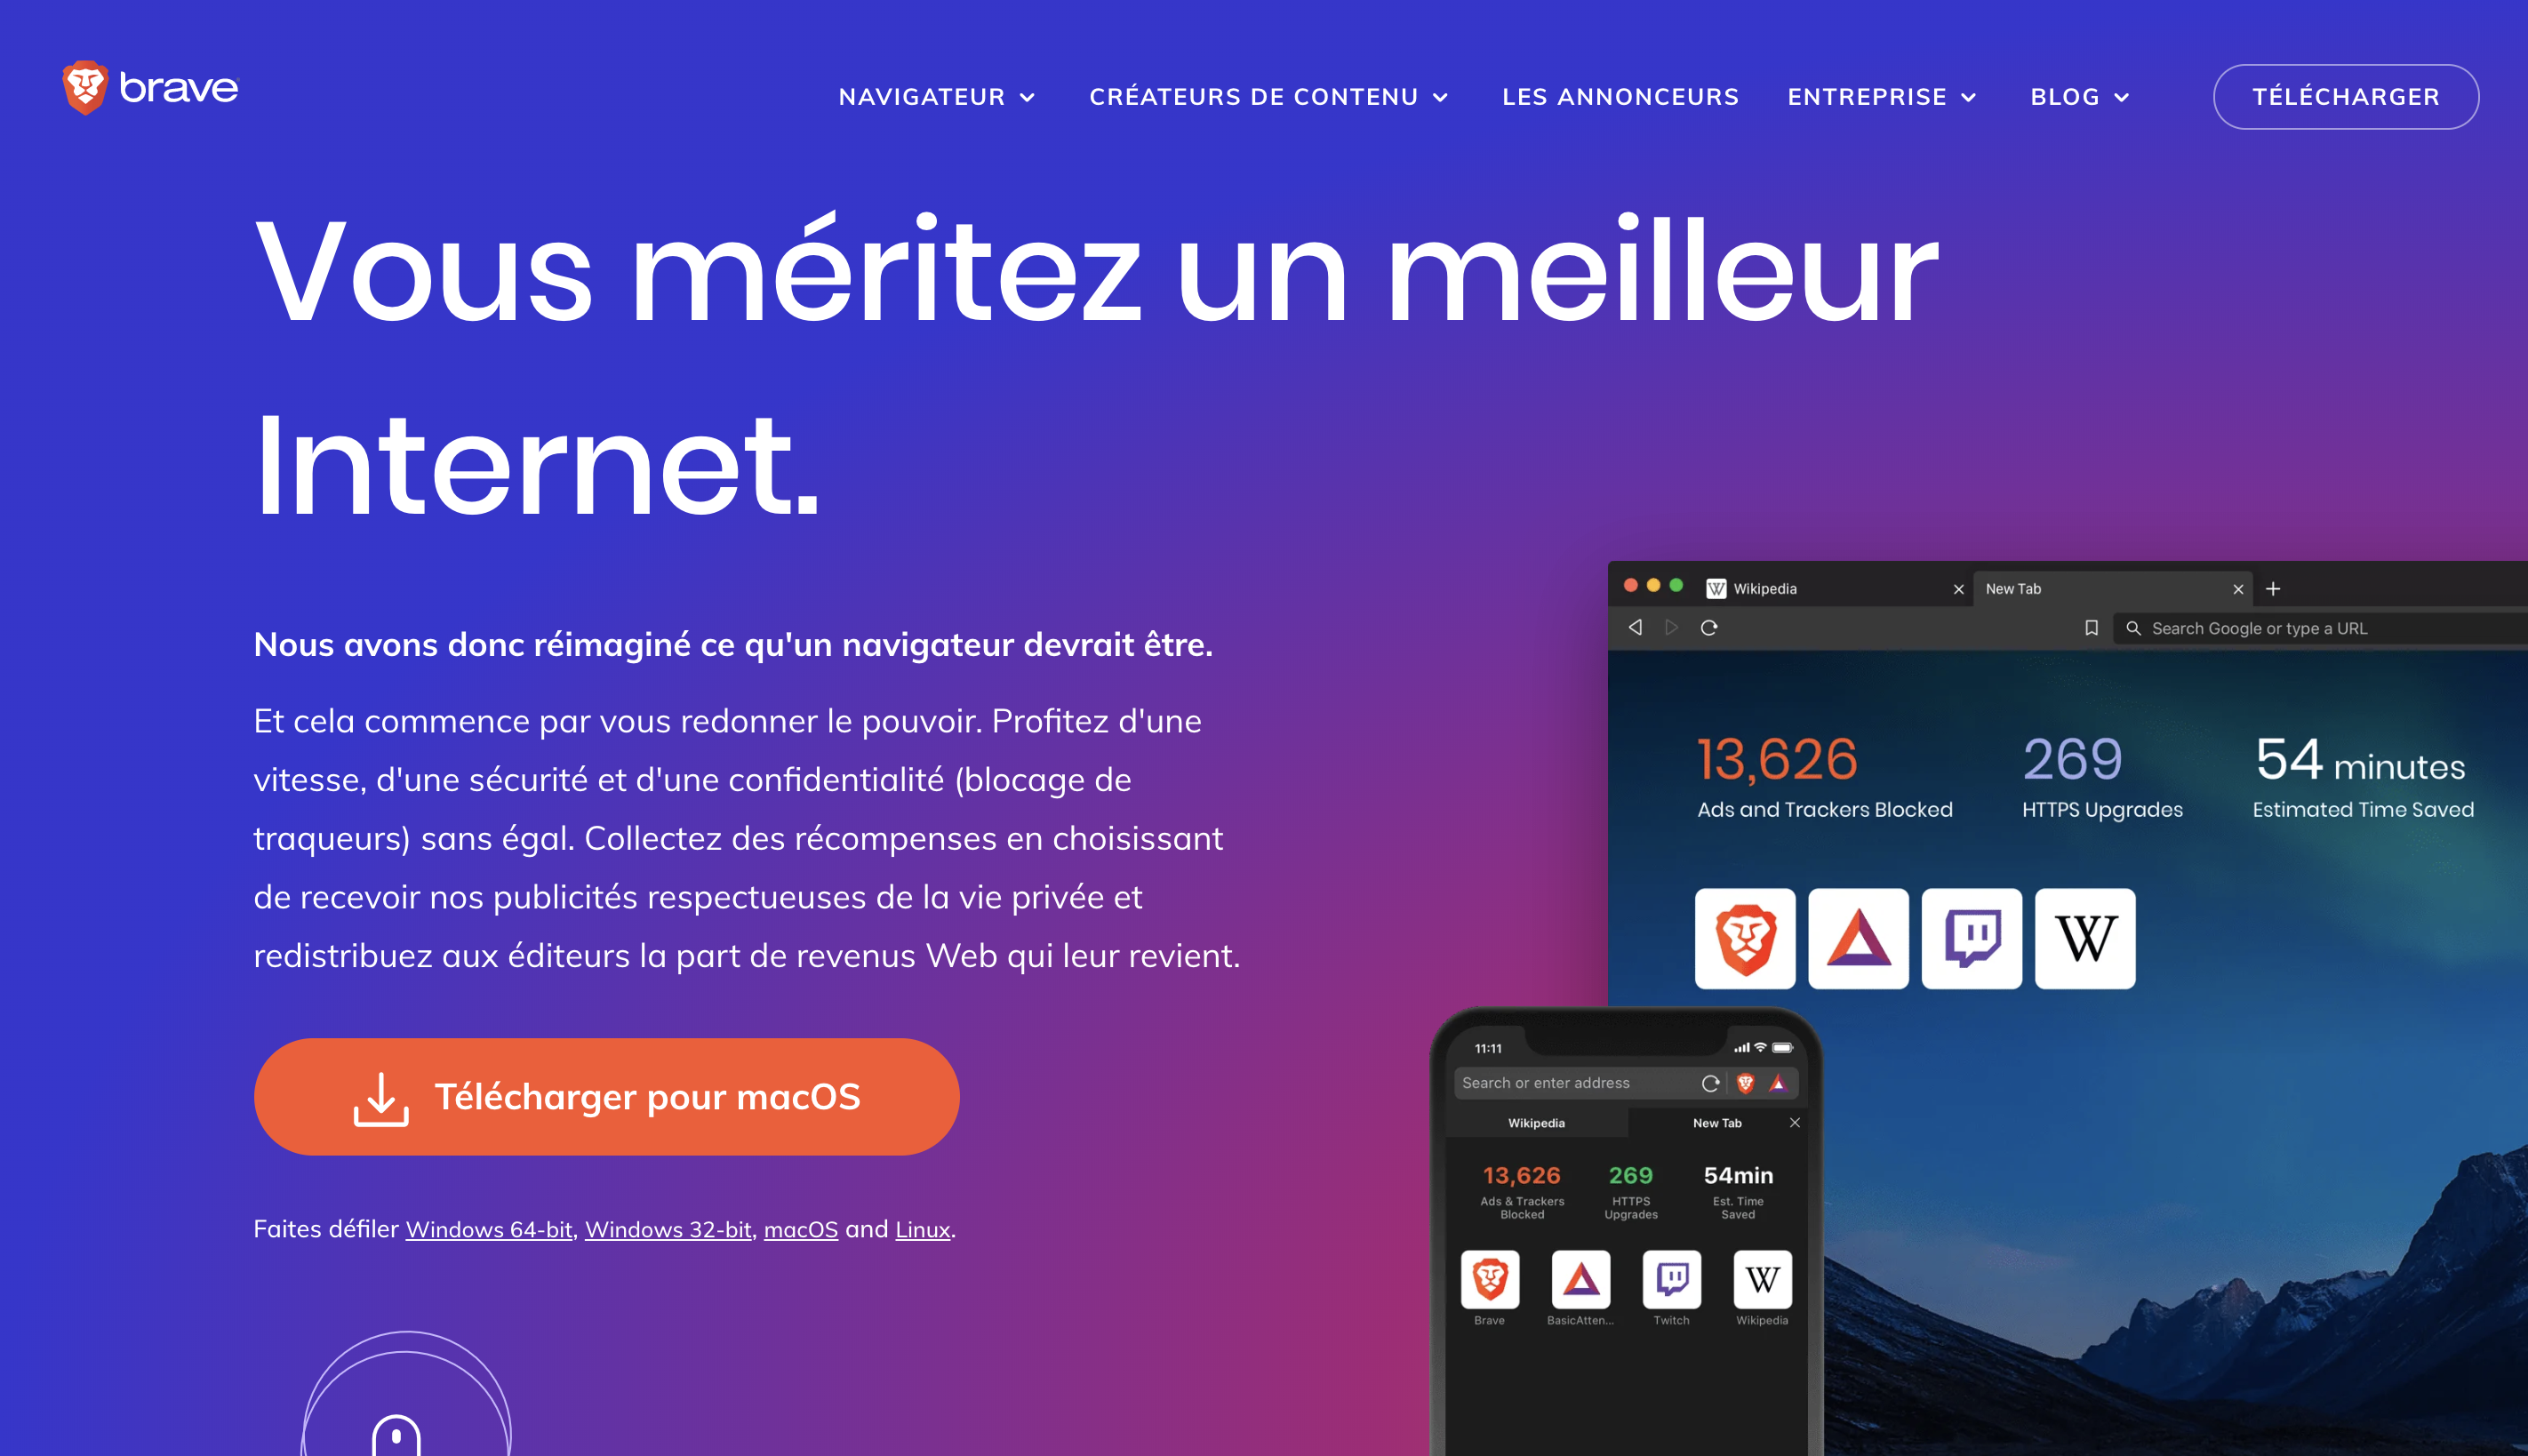 brave
NAVIGATEUR
CRÉATEURS DE CONTENU
LES ANNONCEURS
ENTREPRISE
BLOG
TÉLÉCHARGER
Vous méritez un meilleur
Internet.
Nous avons donc réimaginé ce qu'un navigateur devrait être.
Et cela commence par vous redonner le pouvoir. Profitez d'une
vitesse, d'une sécurité et d'une confidentialité (blocage de
traqueurs) sans égal. Collectez des récompenses en choisissant
de recevoir nos publicités respectueuses de la vie privée et
redistribuez aux éditeurs la part de revenus Web qui leur revient.
Télécharger pour macOS
Faites défiler Windows 64-bit, Windows 32-bit, macOS and Linux.
W Wikipedia
New Tab
Search Google or type a URL
13,626
Ads and Trackers Blocked
269
HTTPS Upgrades
54 minutes
Estimated Time Saved
W
11:11
Search or enter address
Wikipedia
New Tab
13,626
Ads & Trackers
Blocked
269
HTTPS
Upgrades
54min
Est. Time
Saved
W
Brave
BasicAtten...
Twitch
Wikipedia